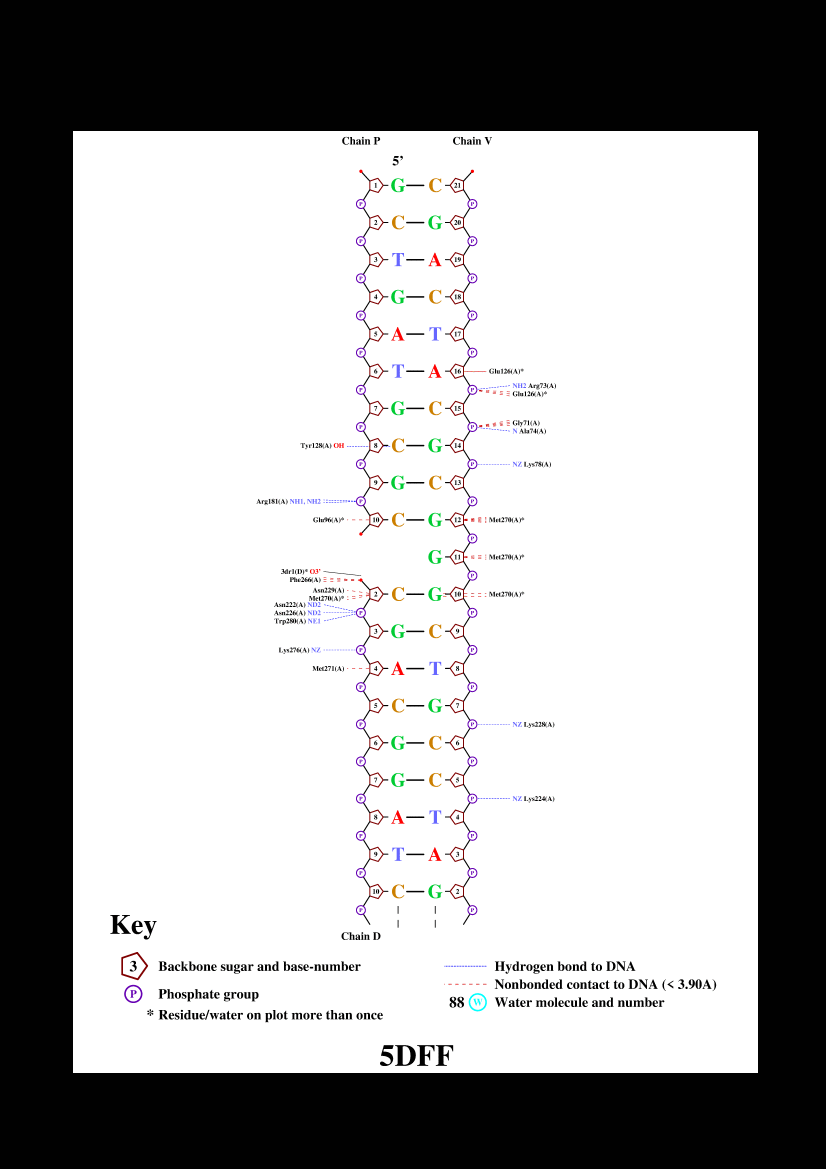 Chain P Chain V
5'
1 G C 21
P P
2 C G 20
P P
3 T A 19
P P
4 G C 18
P P
5 A T 17
P P
6 T A 16 Glu126(A)*
P P NH2 Arg73(A)
Glu126(A)*
7 G C 15
P P Gly71(A)
N Ala74(A)
Tyr128(A) OH 8 C G 14
P P NZ Lys78(A)
9 G C 13
Arg181(A) NH1, NH2 P P
Glu96(A)* 10 C G 12 Met270(A)*
P
G 11 Met270(A)*
3dr1(D)* O3' P
Phe266(A)
Asn229(A)
2 C G 10 Met270(A)*
Met270(A)*
Asn222(A) ND2
Asn226(A) ND2 P P
Trp280(A) NE1
3 G C 9
Lys276(A) NZ P P
Met271(A) 4 A T 8
P P
5 C G 7
P P NZ Lys228(A)
6 G C 6
P P
7 G C 5
P P NZ Lys224(A)
8 A T 4
P P
9 T A 3
P P
10 C G 2
P P
Chain D
Key
3 Backbone sugar and base-number
P Phosphate group
* Residue/water on plot more than once
Hydrogen bond to DNA
Nonbonded contact to DNA (< 3.90A)
88 W Water molecule and number
5DFF